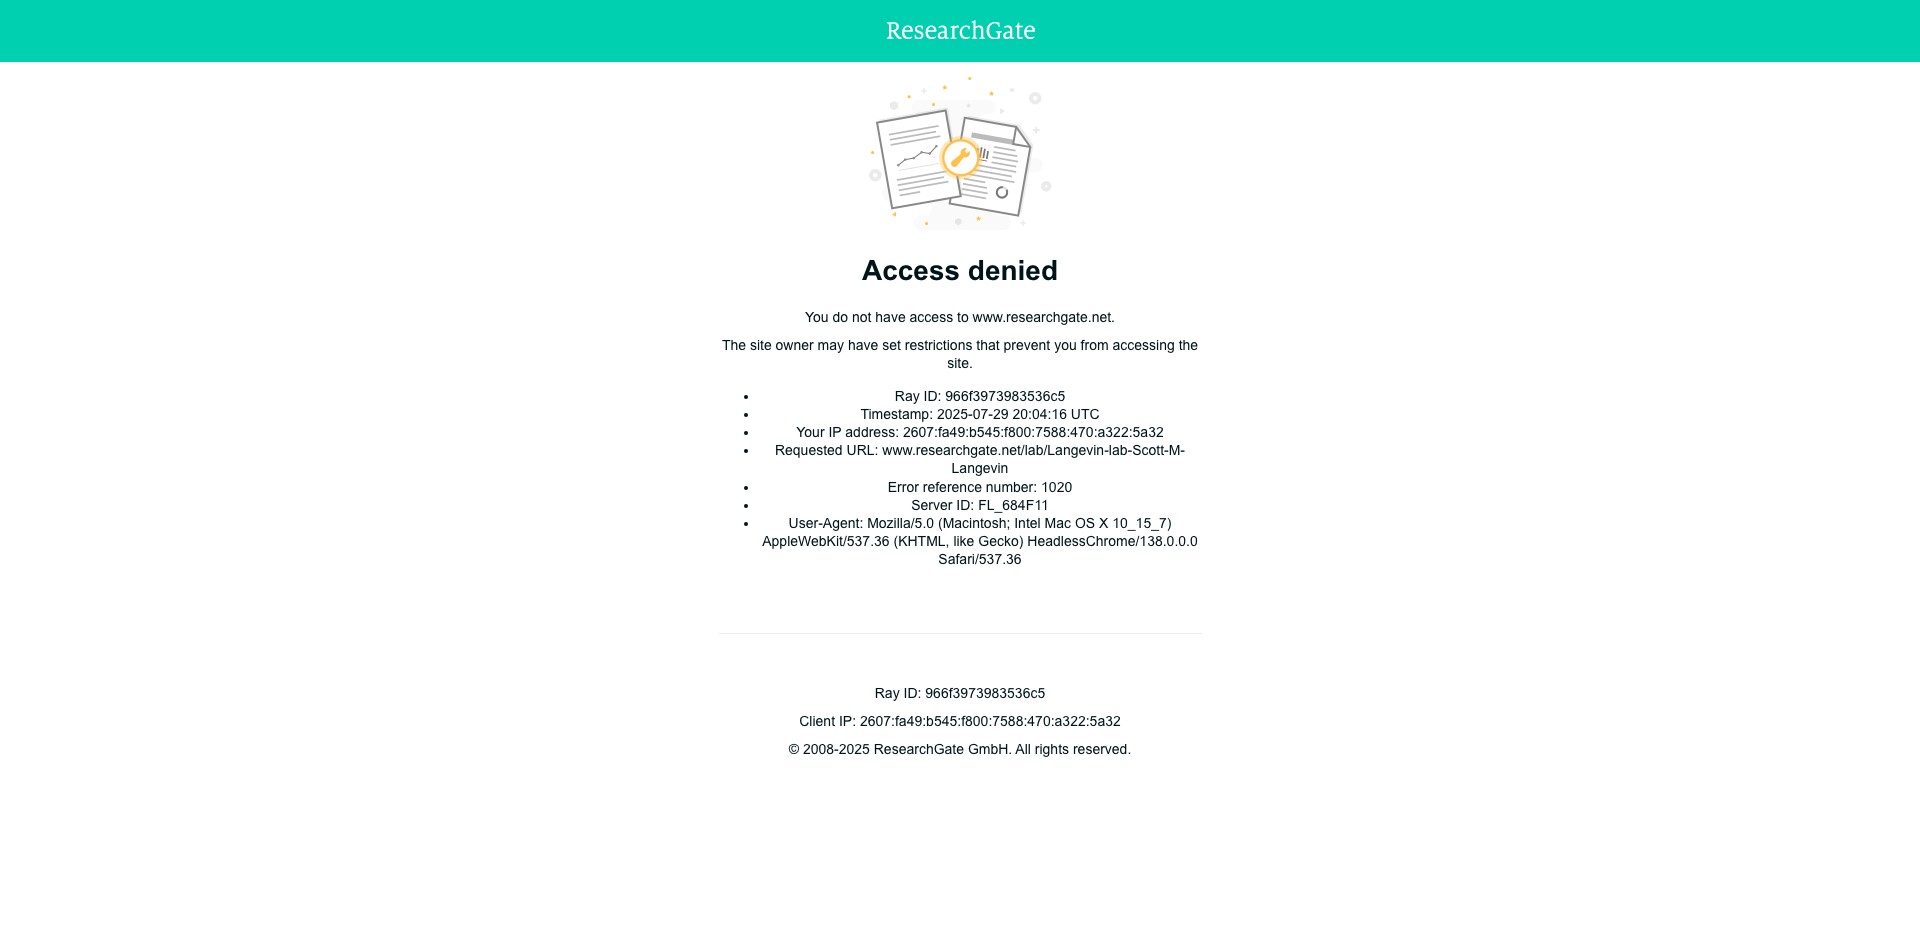 ResearchGate
Access denied
You do not have access to www.researchgate.net.
The site owner may have set restrictions that prevent you from accessing the
site.
Ray ID: 966f3973983536c5
Timestamp: 2025-07-29 20:04:16 UTC
Your IP address: 2607:fa49:b545:f800:7588:470:a322:5a32
Requested URL: www.researchgate.net/lab/Langevin-lab-Scott-M-
Langevin
Error reference number: 1020
Server ID: FL_684F11
User-Agent: Mozilla/5.0 (Macintosh; Intel Mac OS X 10_15_7)
AppleWebKit/537.36 (KHTML, like Gecko) HeadlessChrome/138.0.0.0
Safari/537.36
Ray ID: 966f3973983536c5
Client IP: 2607:fa49:b545:f800:7588:470:a322:5a32
© 2008-2025 ResearchGate GmbH. All rights reserved.